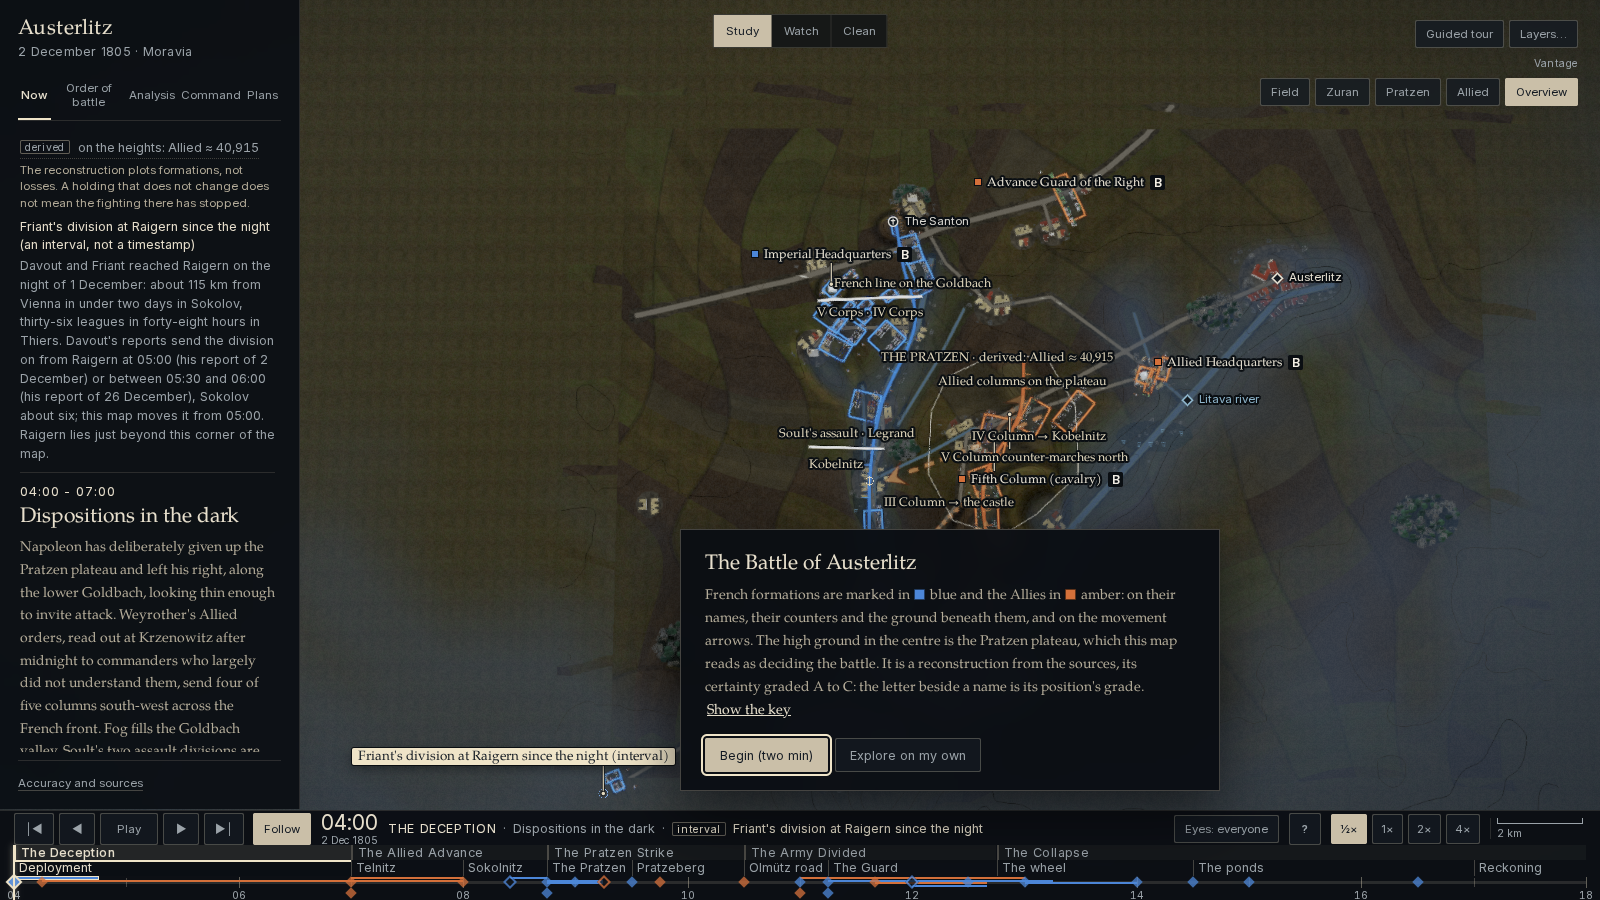 Austerlitz
2 December 1805 · Moravia
Now
Order of battle
Analysis
Command
Plans
derived on the heights: Allied ≈ 40,915
The reconstruction plots formations, not
losses. A holding that does not change does
not mean the fighting there has stopped.
Friant's division at Raigern since the night
(an interval, not a timestamp)
Davout and Friant reached Raigern on the
night of 1 December: about 115 km from
Vienna in under two days in Sokolov,
thirty-six leagues in forty-eight hours in
Thiers. Davout's reports send the division
on from Raigern at 05:00 (his report of 2
December) or between 05:30 and 06:00
(his report of 26 December), Sokolov
about six; this map moves it from 05:00.
Raigern lies just beyond this corner of the
map.
04:00 - 07:00
Dispositions in the dark
Napoleon has deliberately given up the
Pratzen plateau and left his right, along
the lower Goldbach, looking thin enough
to invite attack. Weyrother's Allied
orders, read out at Krzenowitz after
midnight to commanders who largely
did not understand them, send four of
five columns south-west across the
French front. Fog fills the Goldbach
valley. Soult's two assault divisions are
Accuracy and sources
Study
Watch
Clean
Guided tour
Layers...
Vantage
Field
Zuran
Pratzen
Allied
Overview
Advance Guard of the Right B
The Santon
Imperial Headquarters B
Austerlitz
French line on the Goldbach
V Corps · IV Corps
THE PRATZEN · derived: Allied ≈ 40,915
Allied Headquarters B
Allied columns on the plateau
Litava river
Soult's assault · Legrand
IV Column → Kobelnitz
V Column counter-marches north
Kobelnitz
Fifth Column (cavalry) B
III Column → the castle
The Battle of Austerlitz
French formations are marked in blue and the Allies in amber: on their
names, their counters and the ground beneath them, and on the movement
arrows. The high ground in the centre is the Pratzen plateau, which this map
reads as deciding the battle. It is a reconstruction from the sources, its
certainty graded A to C: the letter beside a name is its position's grade.
Show the key
Begin (two min)
Explore on my own
Friant's division at Raigern since the night (interval)
Play
Follow
04:00
2 Dec 1805
THE DECEPTION · Dispositions in the dark · interval Friant's division at Raigern since the night
Eyes: everyone
?
½×
1×
2×
4×
2 km
The Deception
The Allied Advance
The Pratzen Strike
The Army Divided
The Collapse
Deployment
Telnitz
Sokolnitz
The Pratzen
Pratzeberg
Olmütz road
The Guard
The wheel
The ponds
Reckoning
04
06
08
10
12
14
16
18